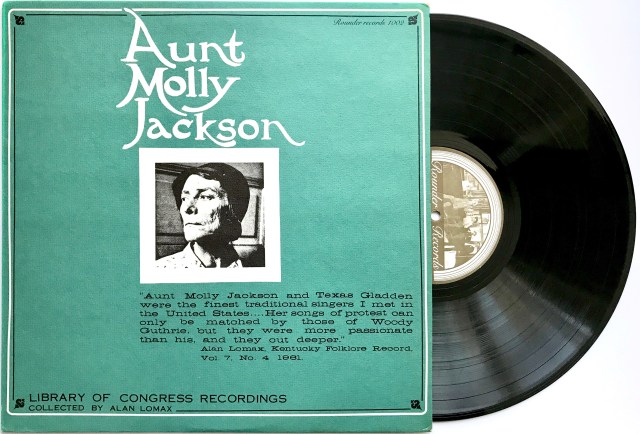 Rounder records 1002
Aunt
Molly
Jackson
"Aunt Molly Jackson and Texas Gladden
were the finest traditional singers I met in
the United States....Her songs of protest can
only be matched by those of Woody
Guthrie, but they were more passionate
than his, and they cut deeper."
Alan Lomax, Kentucky Folklore Record,
Vol. 7, No. 4 1961.
LIBRARY OF CONGRESS RECORDINGS
COLLECTED BY ALAN LOMAX
Rounder Records